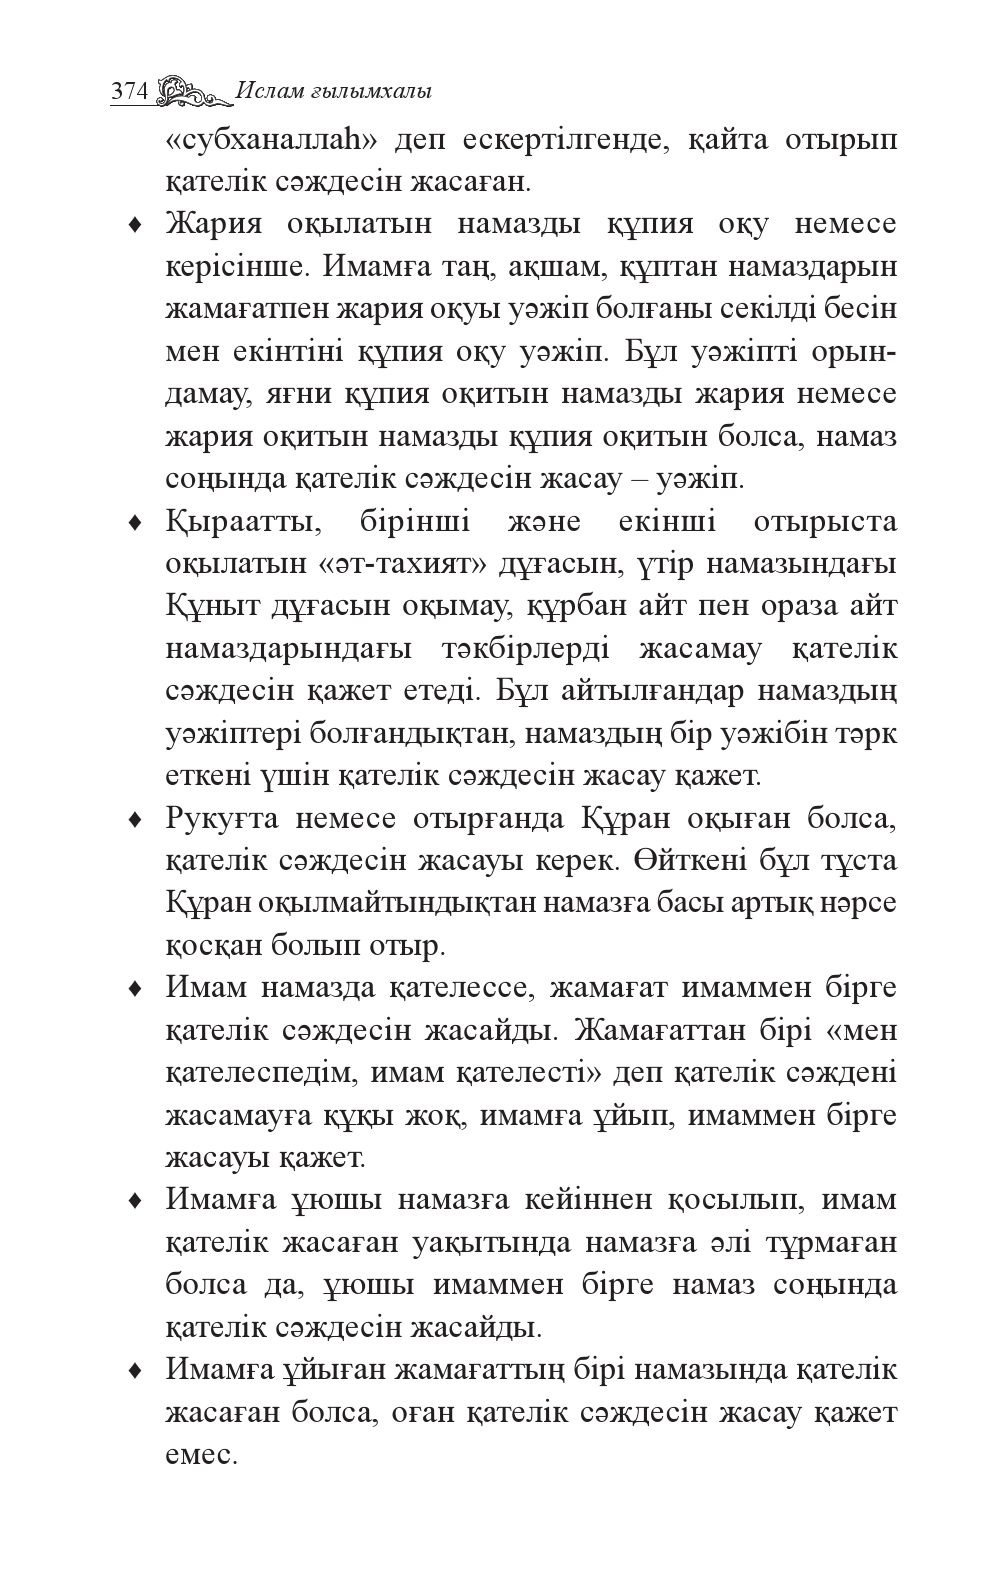 374 Ислам ғылымхалы
«субханаллаһ» деп ескертілгенде, қайта отырып
қателік сәждесін жасаған.
♦ Жария оқылатын намазды құпия оқу немесе
керісінше. Имамға таң, ақшам, құптан намаздарын
жамағатпен жария оқуы уәжіп болғаны секілді бесін
мен екінтіні құпия оқу уәжіп. Бұл уәжіпті орын-
дамау, яғни құпия оқитын намазды жария немесе
жария оқитын намазды құпия оқитын болса, намаз
соңында қателік сәждесін жасау – уәжіп.
♦ Қыраатты, бірінші және екінші отырыста
оқылатын «әт-тахият» дұғасын, үтір намазындағы
Құныт дұғасын оқымау, құрбан айт пен ораза айт
намаздарындағы тәкбірлерді жасамау қателік
сәждесін қажет етеді. Бұл айтылғандар намаздың
уәжіптері болғандықтан, намаздың бір уәжібін тәрк
еткені үшін қателік сәждесін жасау қажет.
♦ Рукуғта немесе отырғанда Құран оқыған болса,
қателік сәждесін жасауы керек. Өйткені бұл тұста
Құран оқылмайтындықтан намазға басы артық нәрсе
қосқан болып отыр.
♦ Имам намазда қателессе, жамағат имаммен бірге
қателік сәждесін жасайды. Жамағаттан бірі «мен
қателеспедім, имам қателесті» деп қателік сәждені
жасамауға құқы жоқ, имамға ұйып, имаммен бірге
жасауы қажет.
♦ Имамға ұюшы намазға кейіннен қосылып, имам
қателік жасаған уақытында намазға әлі тұрмаған
болса да, ұюшы имаммен бірге намаз соңында
қателік сәждесін жасайды.
♦ Имамға ұйыған жамағаттың бірі намазында қателік
жасаған болса, оған қателік сәждесін жасау қажет
емес.